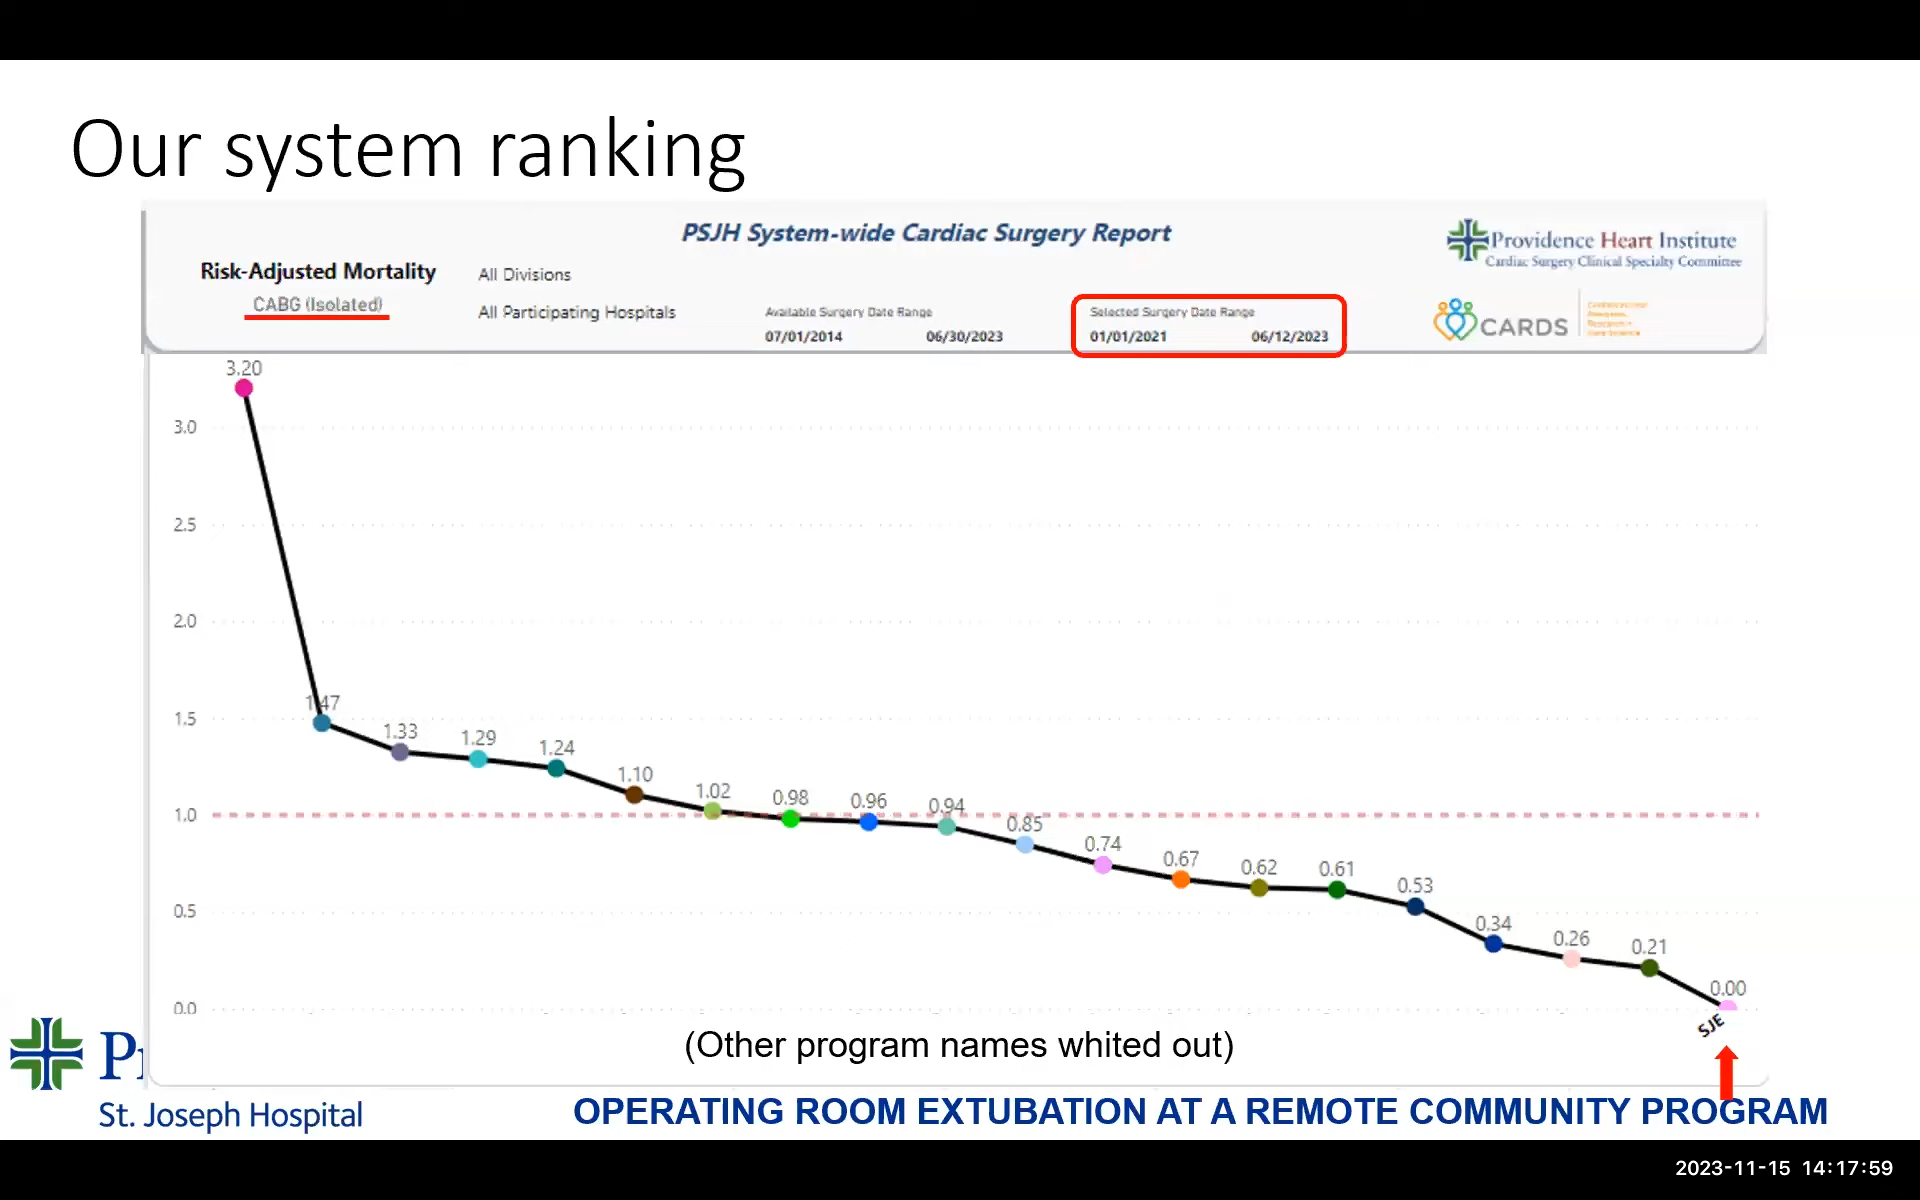 Our system ranking
PSJH System-wide Cardiac Surgery Report
Providence Heart Institute
Cardiac Surgery Clinical Specialty Committee
Risk-Adjusted Mortality
CABG (Isolated)
All Divisions
All Participating Hospitals
Available Surgery Date Range
07/01/2014 06/30/2023
Selected Surgery Date Range
01/01/2021 06/12/2023
CARDS
3.20
3.0
2.5
2.0
1.5
1.0
0.5
0.0
1.47
1.33
1.29
1.24
1.10
1.02
0.98
0.96
0.94
0.85
0.74
0.67
0.62
0.61
0.53
0.34
0.26
0.21
0.00
SJE
(Other program names whited out)
St. Joseph Hospital
OPERATING ROOM EXTUBATION AT A REMOTE COMMUNITY PROGRAM
2023-11-15 14:17:59